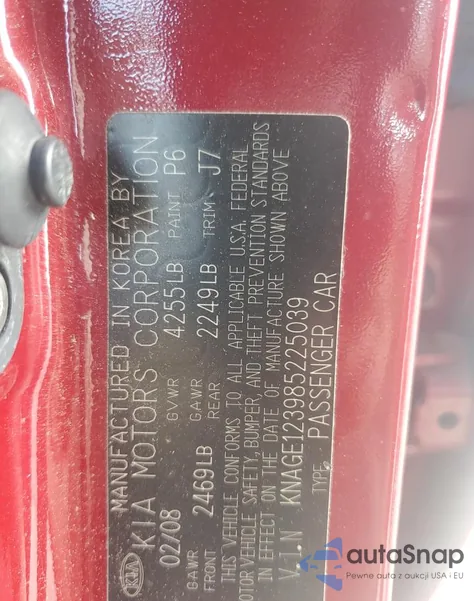 KIA
MANUFACTURED IN KOREA BY
KIA MOTORS CORPORATION
02/08 GVWR 4255LB PAINT P6
GAWR FRONT 2469LB GAWR REAR 2249LB TRIM J7
THIS VEHICLE CONFORMS TO ALL APPLICABLE U.S.A. FEDERAL
MOTOR VEHICLE SAFETY, BUMPER, AND THEFT PREVENTION STANDARDS
IN EFFECT ON THE DATE OF MANUFACTURE SHOWN ABOVE
V.I.N KNAGE123985225039
TYPE: PASSENGER CAR
autoSnap
Pewne auta z aukcji USA i EU